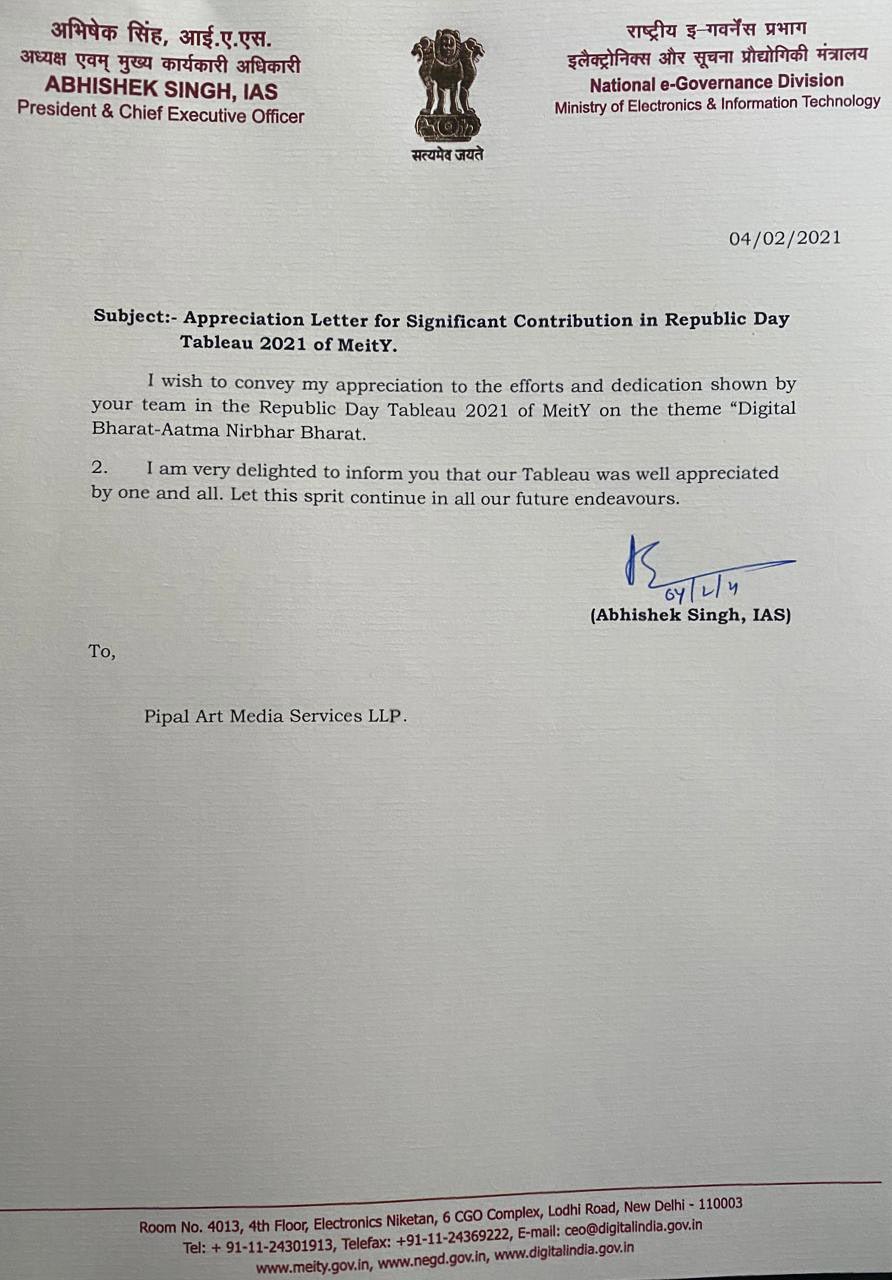 अभिषेक सिंह, आई.ए.एस.
अध्यक्ष एवम् मुख्य कार्यकारी अधिकारी
ABHISHEK SINGH, IAS
President & Chief Executive Officer
सत्यमेव जयते
राष्ट्रीय इ-गवर्नेंस प्रभाग
इलैक्ट्रोनिक्स और सूचना प्रौद्योगिकी मंत्रालय
National e-Governance Division
Ministry of Electronics & Information Technology
04/02/2021
Subject:- Appreciation Letter for Significant Contribution in Republic Day
Tableau 2021 of MeitY.
I wish to convey my appreciation to the efforts and dedication shown by
your team in the Republic Day Tableau 2021 of MeitY on the theme “Digital
Bharat-Aatma Nirbhar Bharat.
2. I am very delighted to inform you that our Tableau was well appreciated
by one and all. Let this sprit continue in all our future endeavours.
(Abhishek Singh, IAS)
To,
Pipal Art Media Services LLP.
Room No. 4013, 4th Floor, Electronics Niketan, 6 CGO Complex, Lodhi Road, New Delhi - 110003
Tel: + 91-11-24301913, Telefax: +91-11-24369222, E-mail: ceo@digitalindia.gov.in
www.meity.gov.in, www.negd.gov.in, www.digitalindia.gov.in